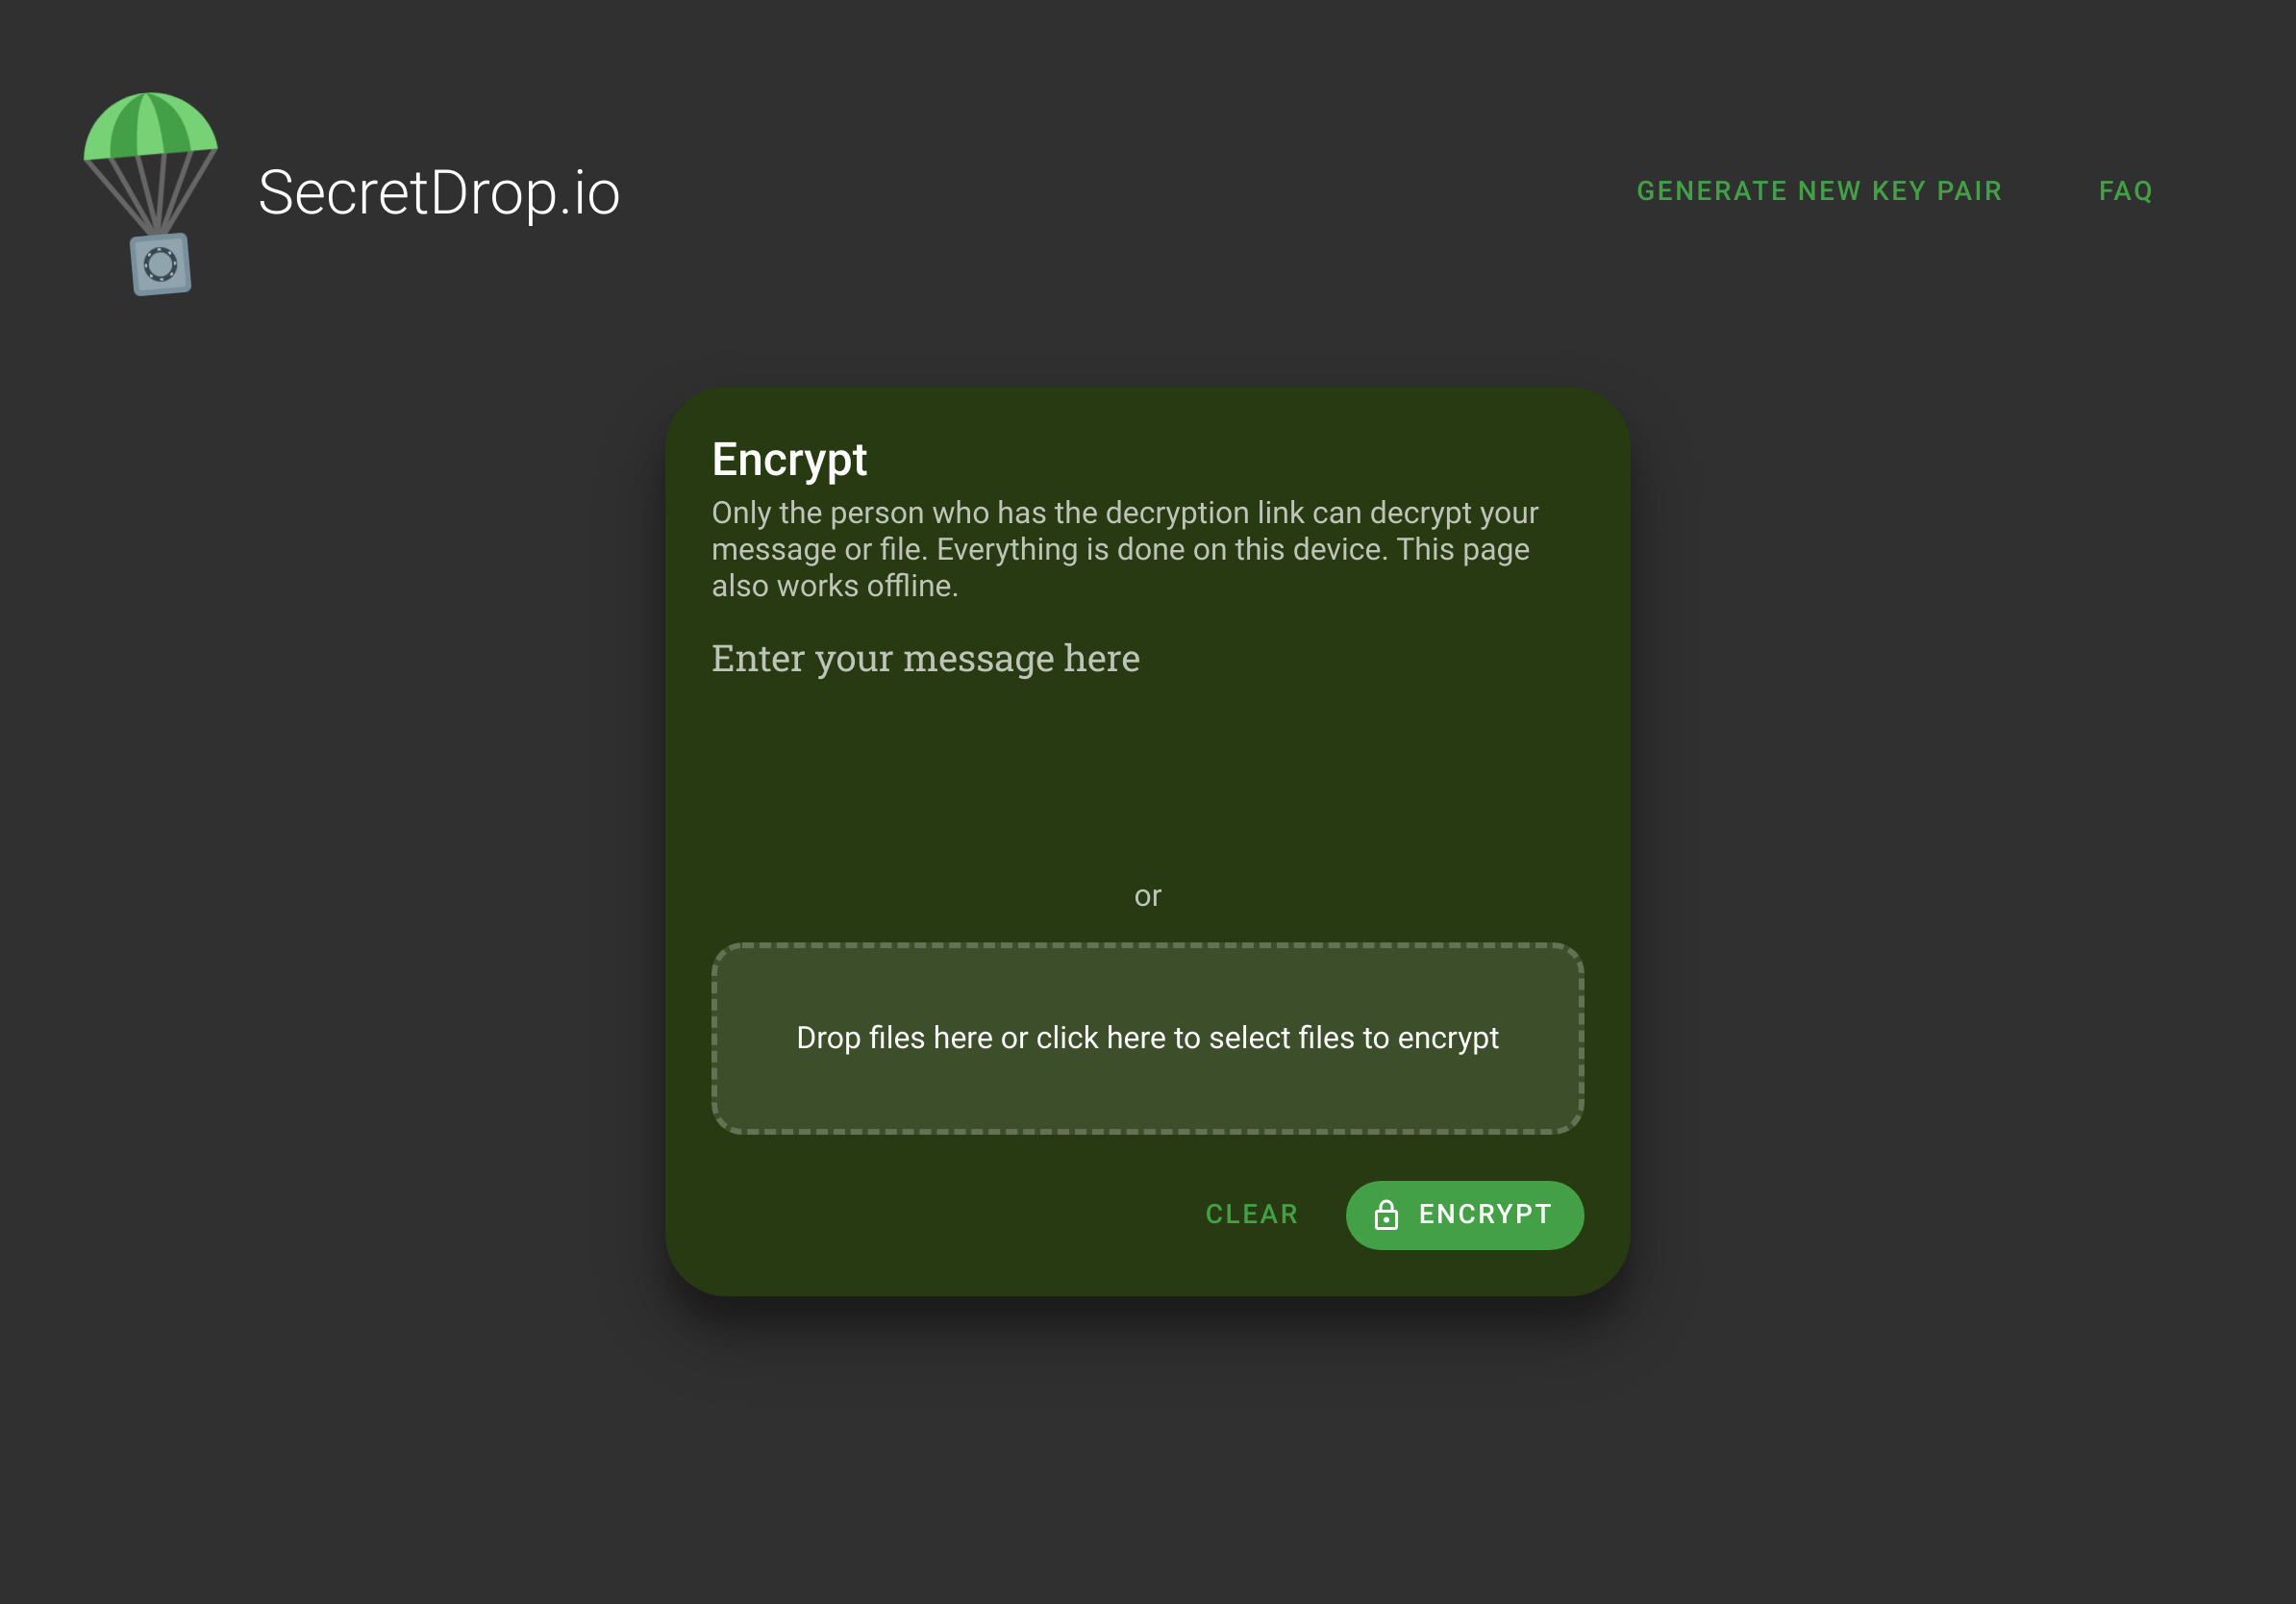 SecretDrop.io
GENERATE NEW KEY PAIR
FAQ
Encrypt
Only the person who has the decryption link can decrypt your
message or file. Everything is done on this device. This page
also works offline.
Enter your message here
or
Drop files here or click here to select files to encrypt
CLEAR
ENCRYPT